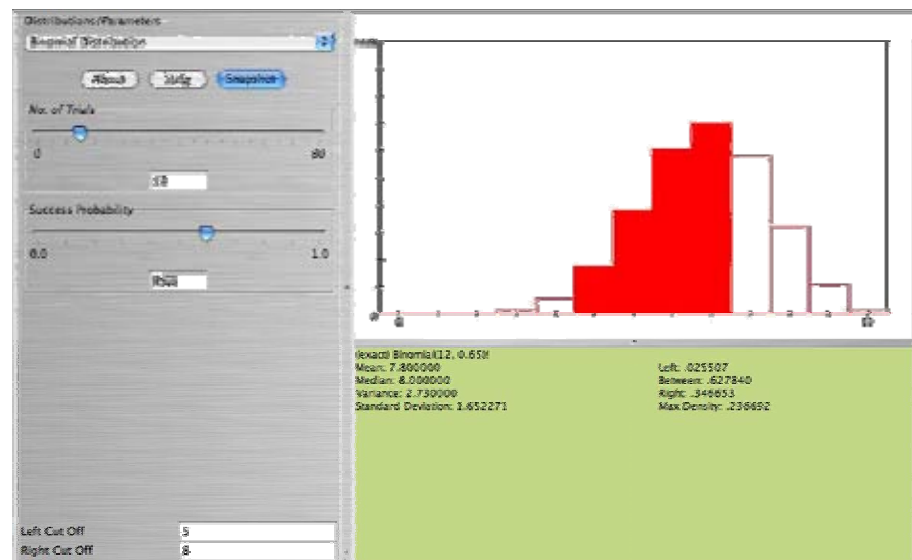 Distributions/Parameters
Binomial Distribution
About
Snapshot
No. of Trials
0
80
Success Probability
0.0
1.0
(exact) Binomial(12, 0.65)
Mean: 7.800000
Median: 8.000000
Variance: 2.730000
Standard Deviation: 1.652271
Left: .025507
Between: .627840
Right: .346653
Max Density: .236692
Left Cut Off
5
Right Cut Off
8